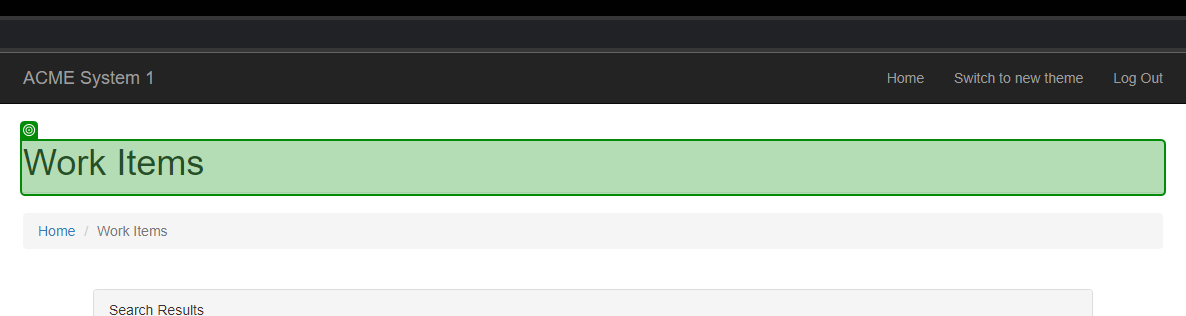 ACME System 1 Home Switch to new theme Log Out
Work Items
Home / Work Items
Search Results